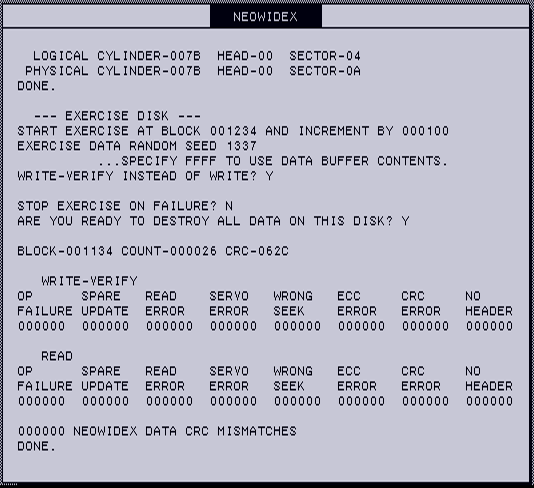 NEOWIDEX
LOGICAL CYLINDER-007B HEAD-00 SECTOR-04
PHYSICAL CYLINDER-007B HEAD-00 SECTOR-0A
DONE.
--- EXERCISE DISK ---
START EXERCISE AT BLOCK 001234 AND INCREMENT BY 000100
EXERCISE DATA RANDOM SEED 1337
...SPECIFY FFFF TO USE DATA BUFFER CONTENTS.
WRITE-VERIFY INSTEAD OF WRITE? Y
STOP EXERCISE ON FAILURE? N
ARE YOU READY TO DESTROY ALL DATA ON THIS DISK? Y
BLOCK-001134 COUNT-000026 CRC-062C
WRITE-VERIFY
OP SPARE READ SERVO WRONG ECC CRC NO
FAILURE UPDATE ERROR ERROR SEEK ERROR ERROR HEADER
000000 000000 000000 000000 000000 000000 000000 000000
READ
OP SPARE READ SERVO WRONG ECC CRC NO
FAILURE UPDATE ERROR ERROR SEEK ERROR ERROR HEADER
000000 000000 000000 000000 000000 000000 000000 000000
000000 NEOWIDEX DATA CRC MISMATCHES
DONE.